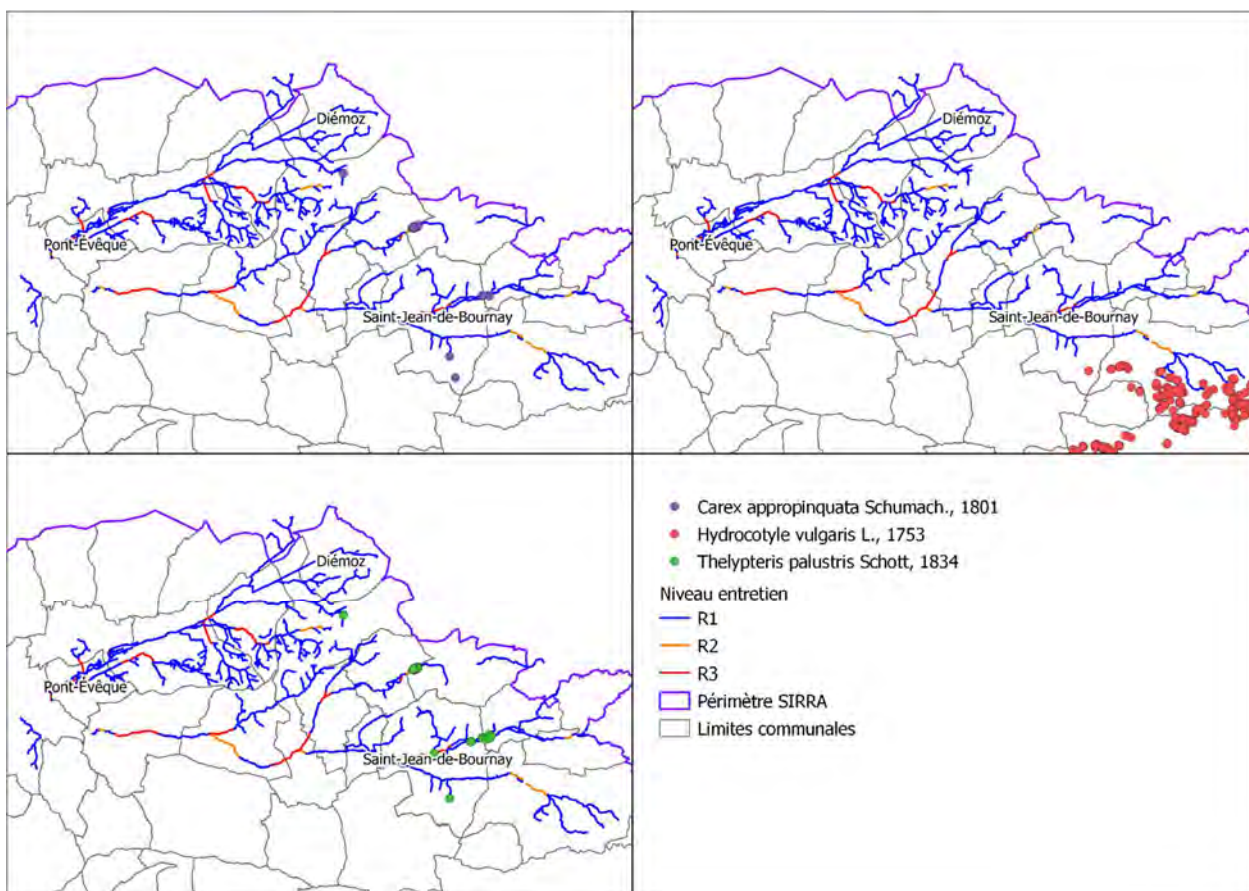 Diémoz
Pont-Évêque
Saint-Jean-de-Bournay
Diémoz
Pont-Évêque
Saint-Jean-de-Bournay
Diémoz
Pont-Évêque
Saint-Jean-de-Bournay
Carex appropinquata Schumach., 1801
Hydrocotyle vulgaris L., 1753
Thelypteris palustris Schott, 1834
Niveau entretien
R1
R2
R3
Périmètre SIRRA
Limites communales